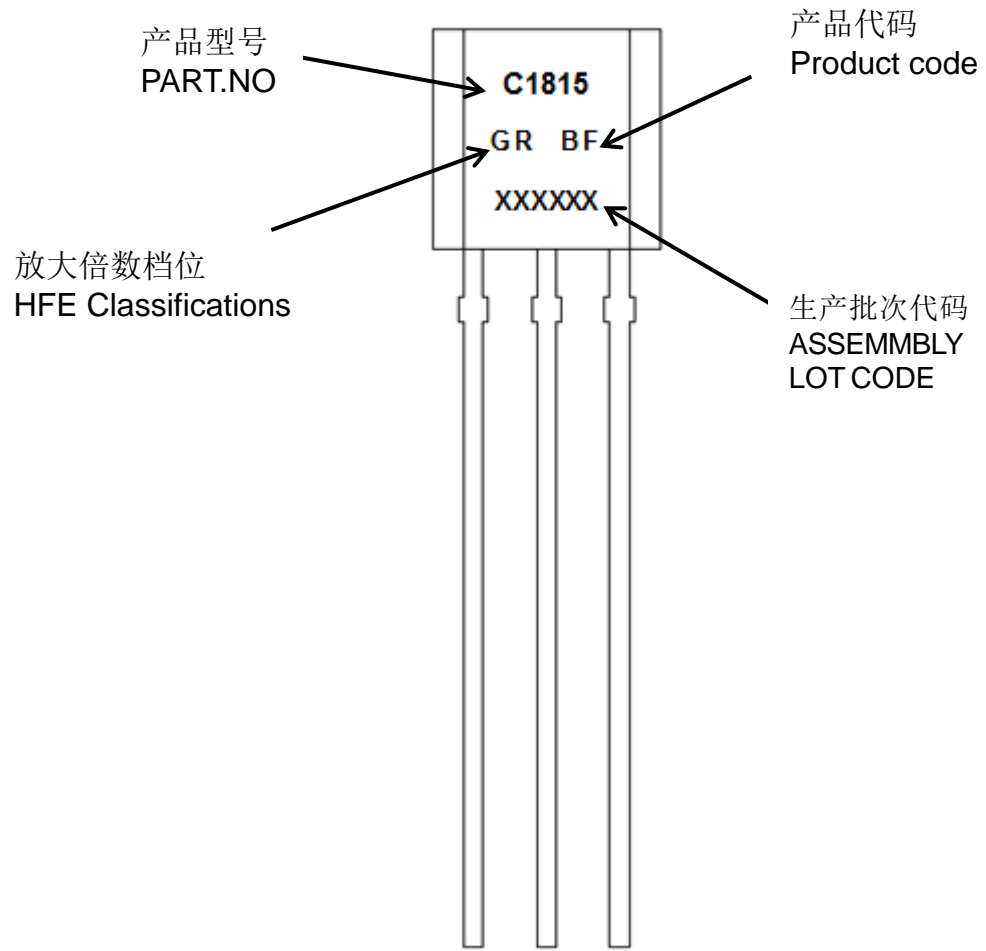 产品型号
PART.NO
产品代码
Product code
C1815
GR BF
XXXXXX
放大倍数档位
HFE Classifications
生产批次代码
ASSEMMBLY
LOT CODE